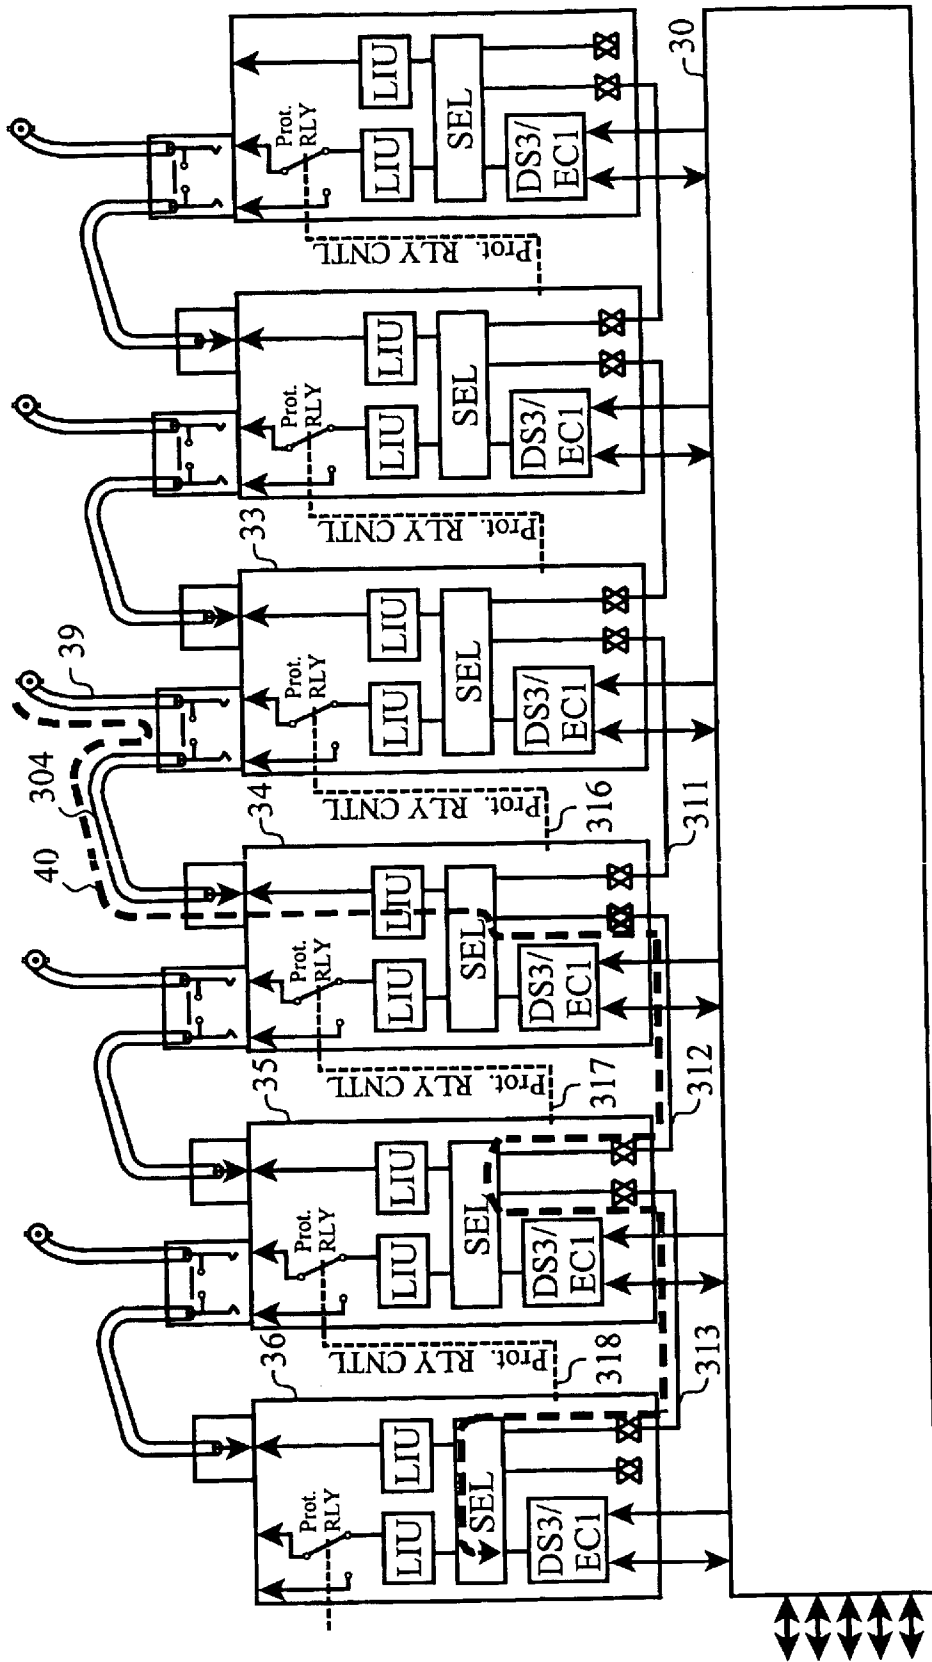 36
Prot.
RLY
LIU
LIU
SEL
DS3/
EC1
Prot. RLY CNTL
318
313
35
Prot.
RLY
LIU
LIU
SEL
DS3/
EC1
Prot. RLY CNTL
317
312
34
Prot.
RLY
LIU
LIU
SEL
DS3/
EC1
Prot. RLY CNTL
316
311
40
304
39
33
Prot.
RLY
LIU
LIU
SEL
DS3/
EC1
Prot. RLY CNTL
Prot.
RLY
LIU
LIU
SEL
DS3/
EC1
Prot. RLY CNTL
Prot.
RLY
LIU
LIU
SEL
DS3/
EC1
30